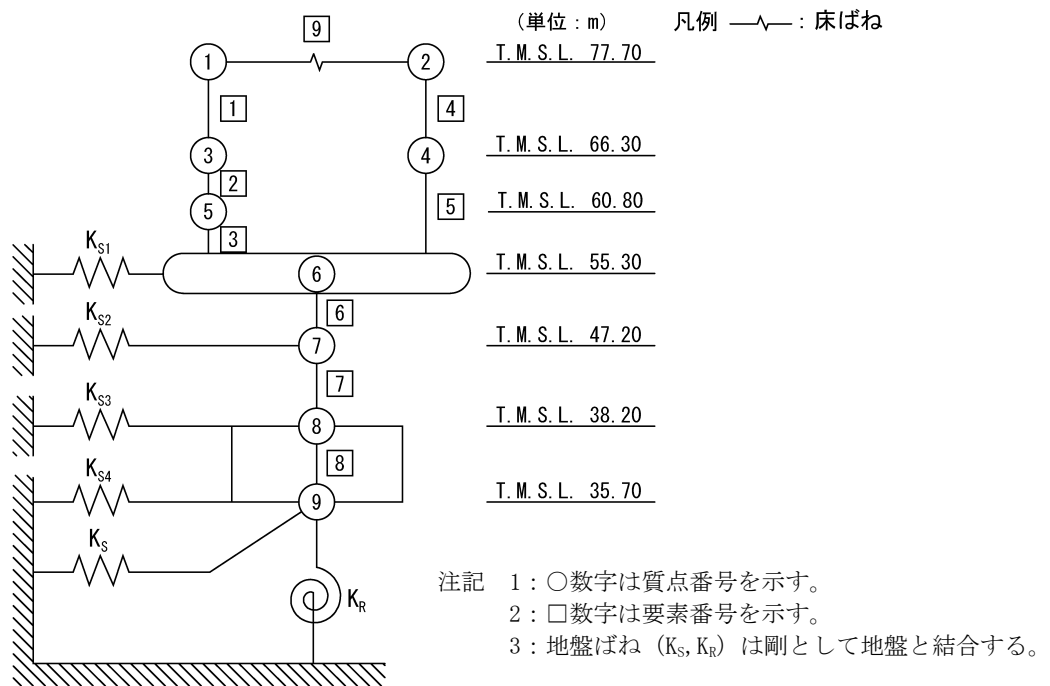 9
(単位:m)
凡例 : 床ばね
1
2
T.M.S.L. 77.70
1
4
3
4
T.M.S.L. 66.30
2
5
5
T.M.S.L. 60.80
3
KS1
6
T.M.S.L. 55.30
6
KS2
7
T.M.S.L. 47.20
7
KS3
8
T.M.S.L. 38.20
8
KS4
9
T.M.S.L. 35.70
KS
KR
注記 1:○数字は質点番号を示す。
2:□数字は要素番号を示す。
3:地盤ばね (KS,KR) は剛として地盤と結合する。